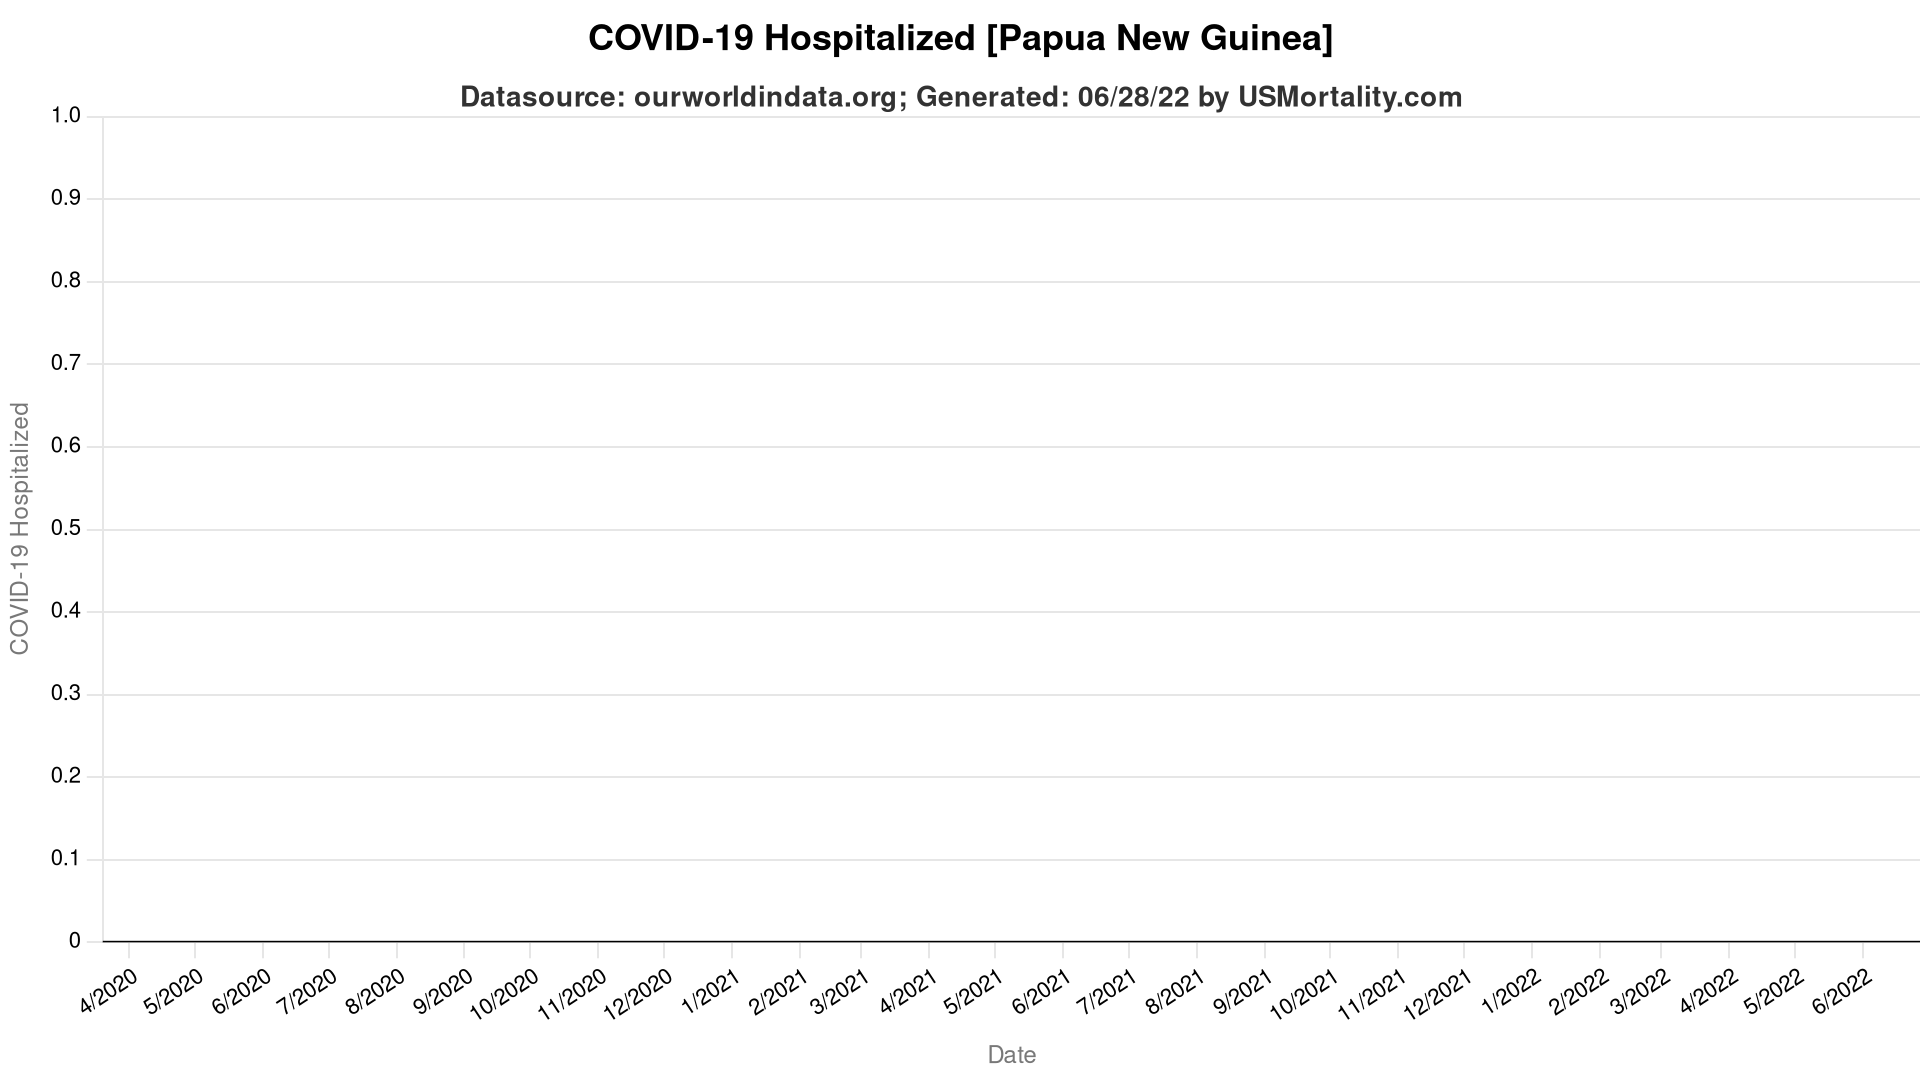 COVID-19 Hospitalized [Papua New Guinea]
Datasource: ourworldindata.org; Generated: 06/28/22 by USMortality.com
1.0
0.9
0.8
0.7
0.6
0.5
0.4
0.3
0.2
0.1
0
COVID-19 Hospitalized
4/2020 5/2020 6/2020 7/2020 8/2020 9/2020 10/2020 11/2020 12/2020 1/2021 2/2021 3/2021 4/2021 5/2021 6/2021 7/2021 8/2021 9/2021 10/2021 11/2021 12/2021 1/2022 2/2022 3/2022 4/2022 5/2022 6/2022
Date